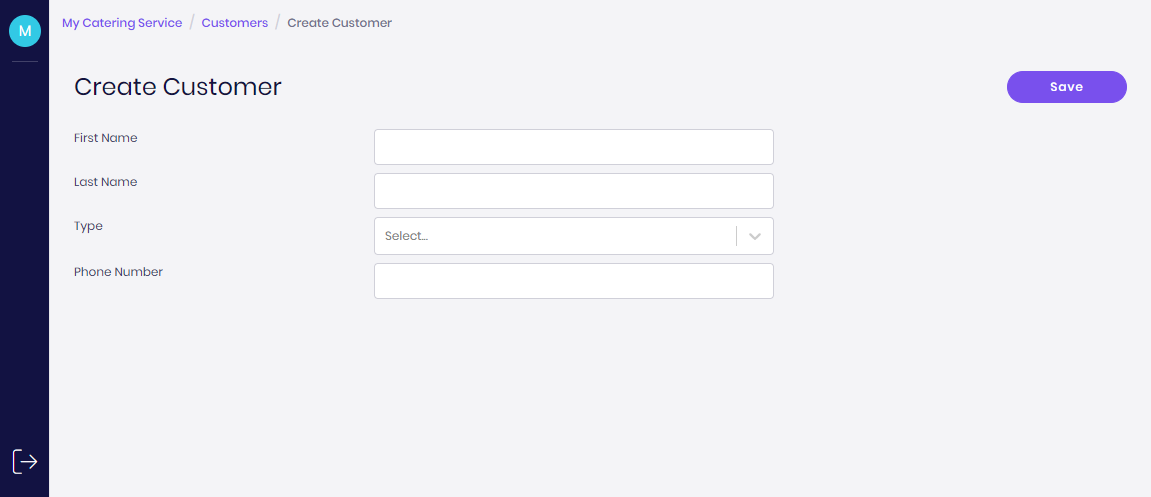 M
My Catering Service / Customers / Create Customer
Create Customer
Save
First Name
Last Name
Type
Select...
Phone Number